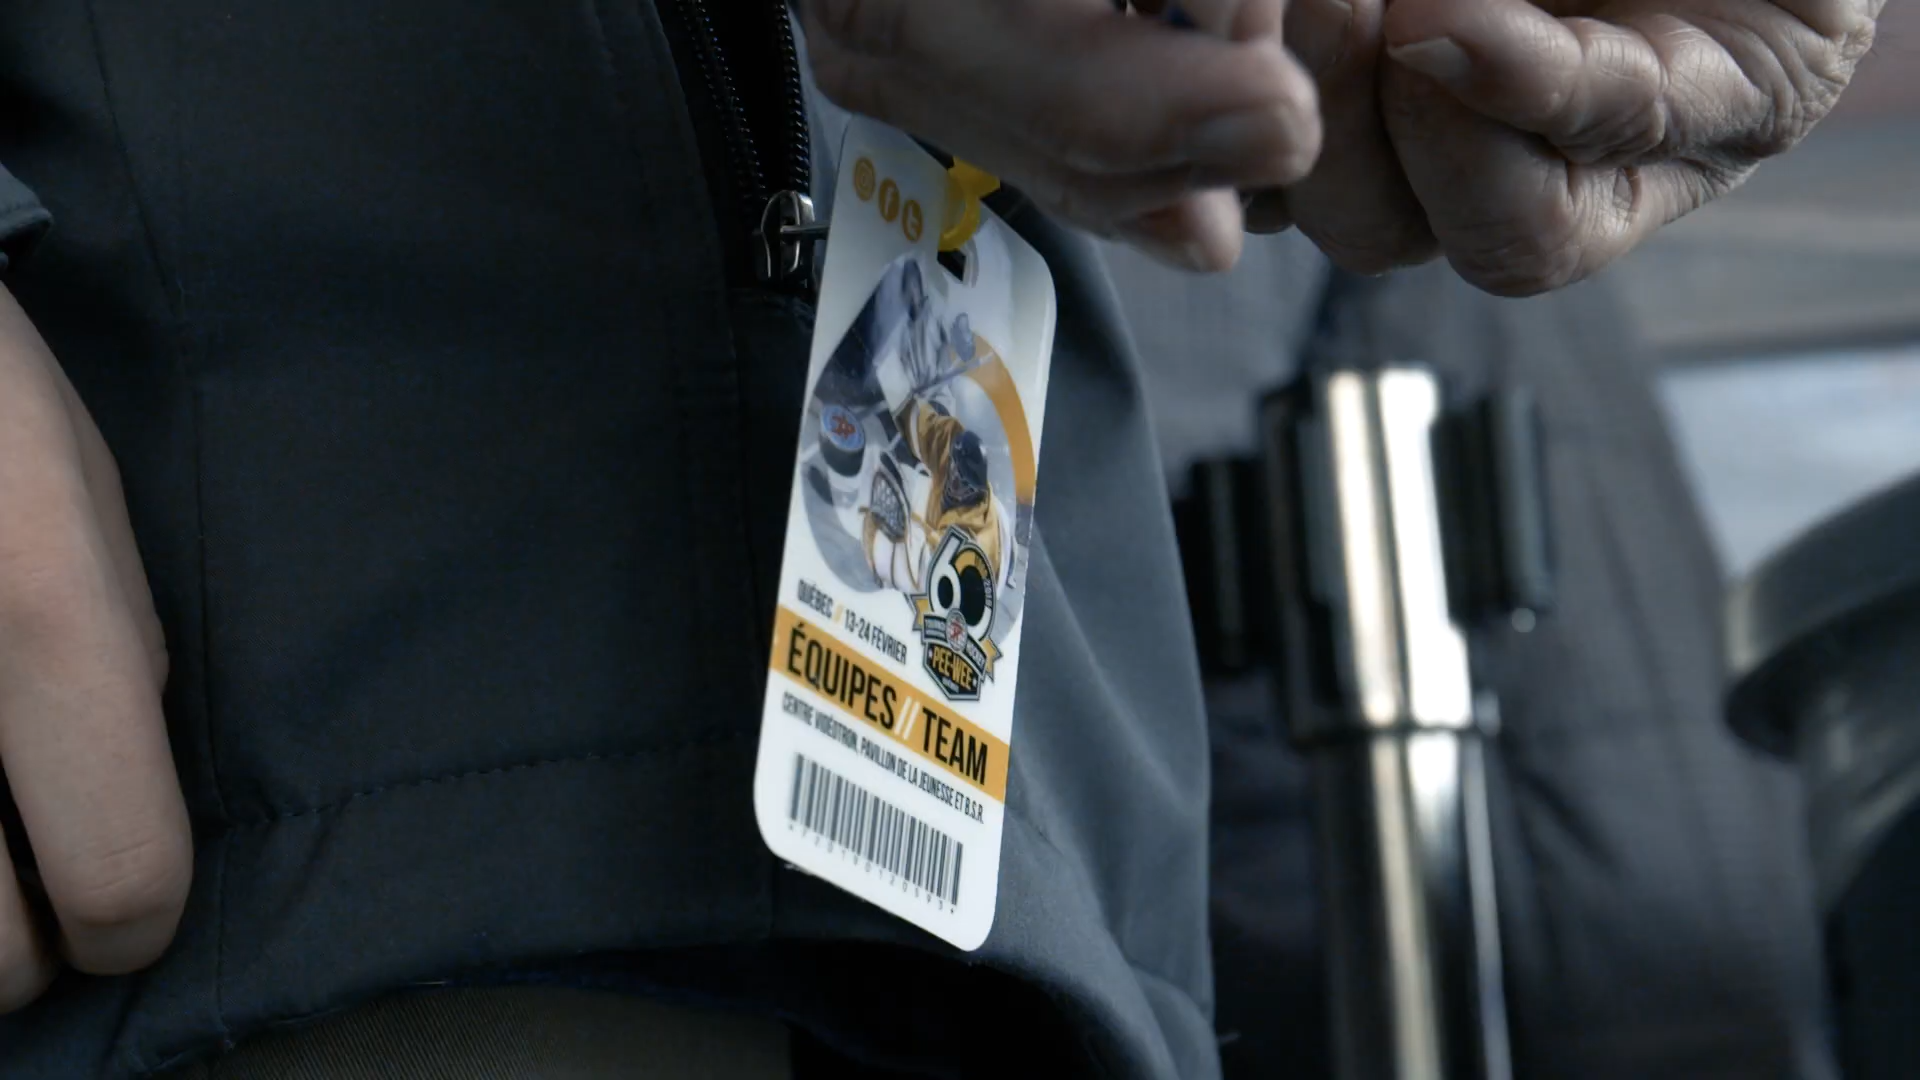 60
PEE-WEE
QUÉBEC // 13-24 FÉVRIER
ÉQUIPES // TEAM
CENTRE VIDÉOTRON, PAVILLON DE LA JEUNESSE ET B.S.R.